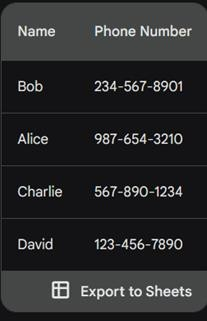 Name Phone Number
Bob 234-567-8901
Alice 987-654-3210
Charlie 567-890-1234
David 123-456-7890
Export to Sheets